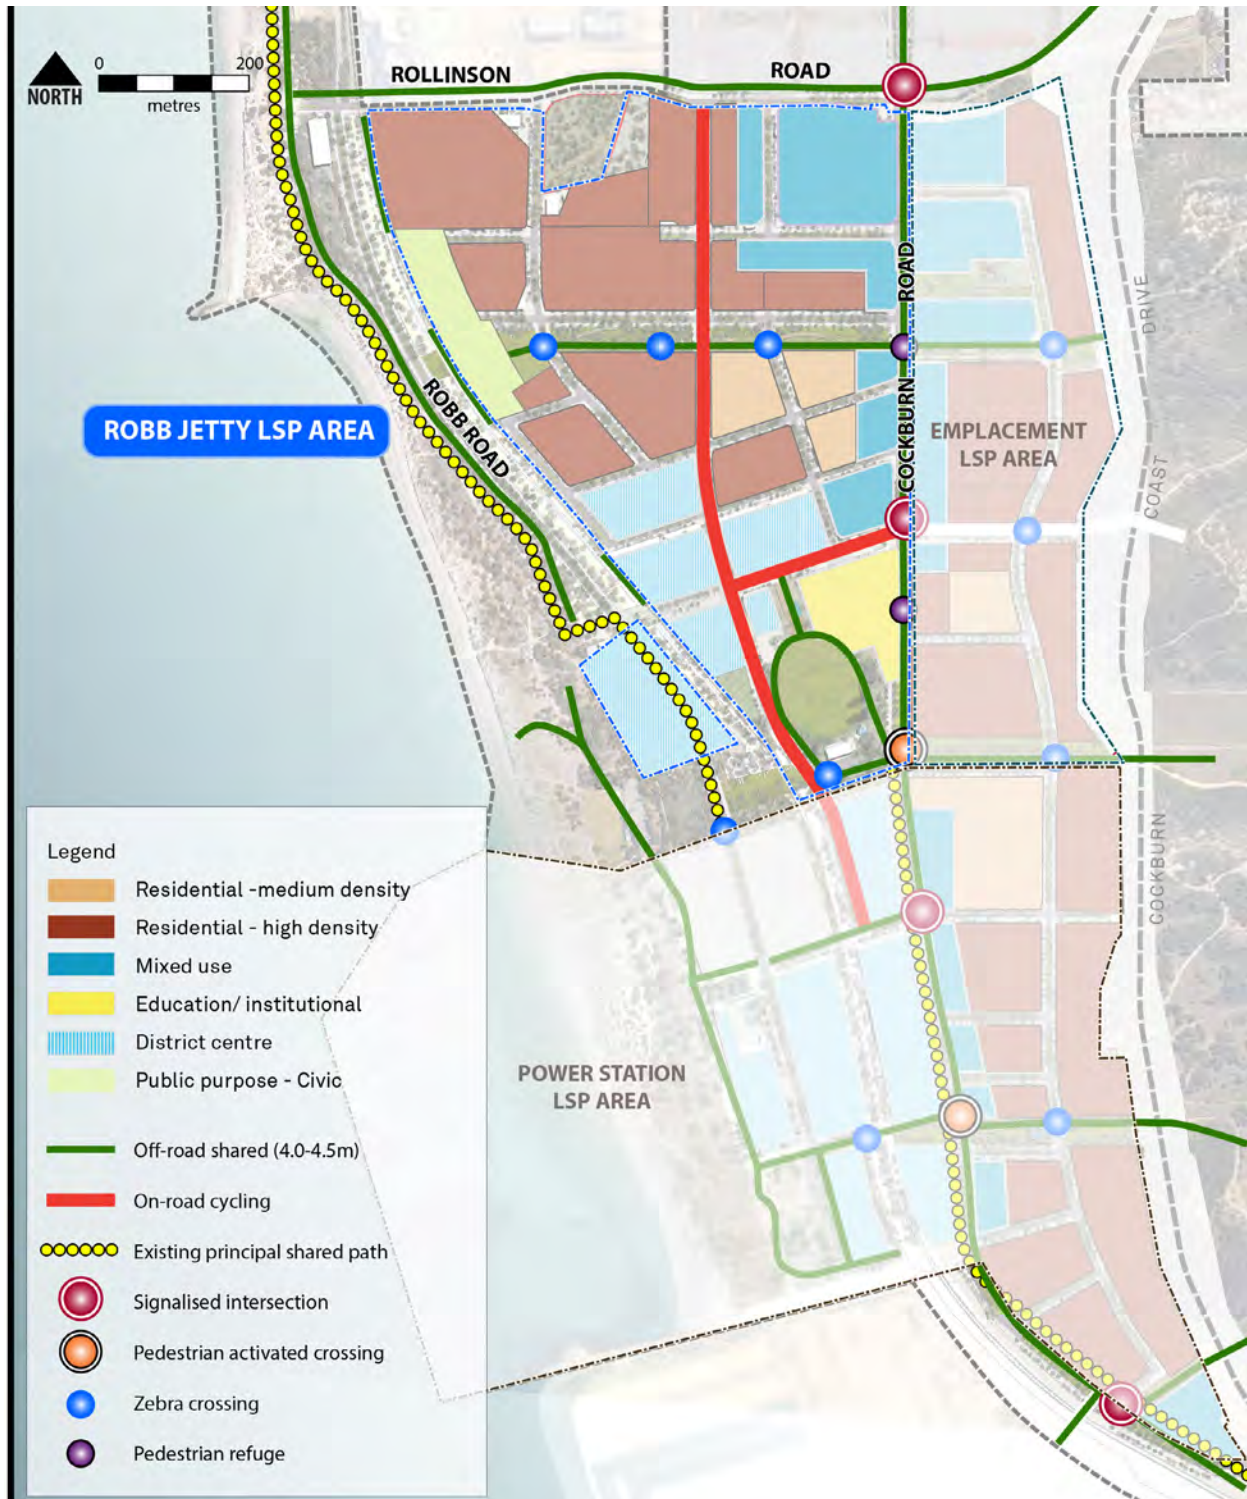 0
200
NORTH
metres
ROLLINSON
ROAD
ROAD
COCKBURN
DRIVE
COAST
COCKBURN
ROBB ROAD
ROBB JETTY LSP AREA
EMPLACEMENT
LSP AREA
POWER STATION
LSP AREA
Legend
Residential -medium density
Residential - high density
Mixed use
Education/ institutional
District centre
Public purpose - Civic
Off-road shared (4.0-4.5m)
On-road cycling
Existing principal shared path
Signalised intersection
Pedestrian activated crossing
Zebra crossing
Pedestrian refuge